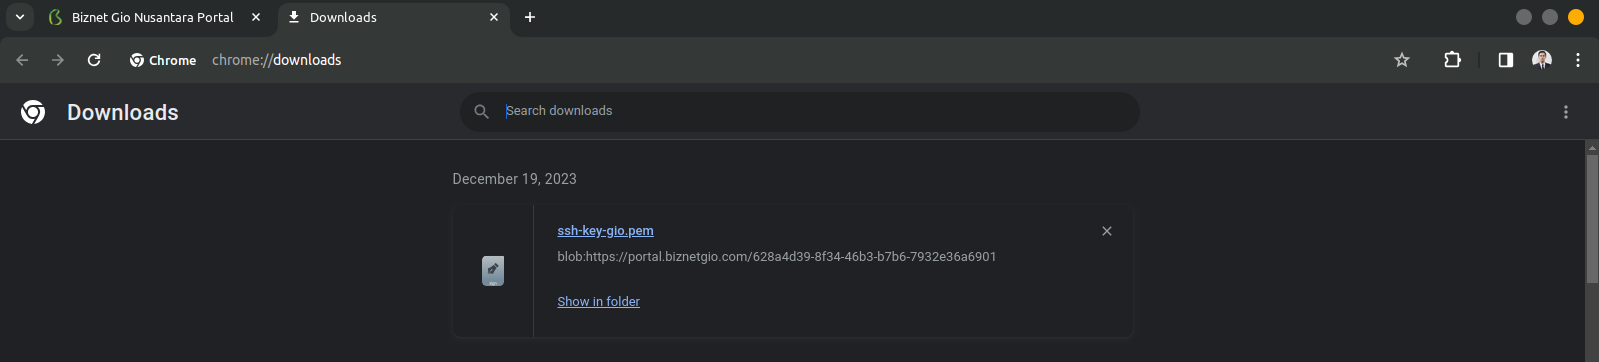 Biznet Gio Nusantara Portal
Downloads
Chrome
chrome://downloads
Downloads
Search downloads
December 19, 2023
ssh-key-gio.pem
blob:https://portal.biznetgio.com/628a4d39-8f34-46b3-b7b6-7932e36a6901
Show in folder